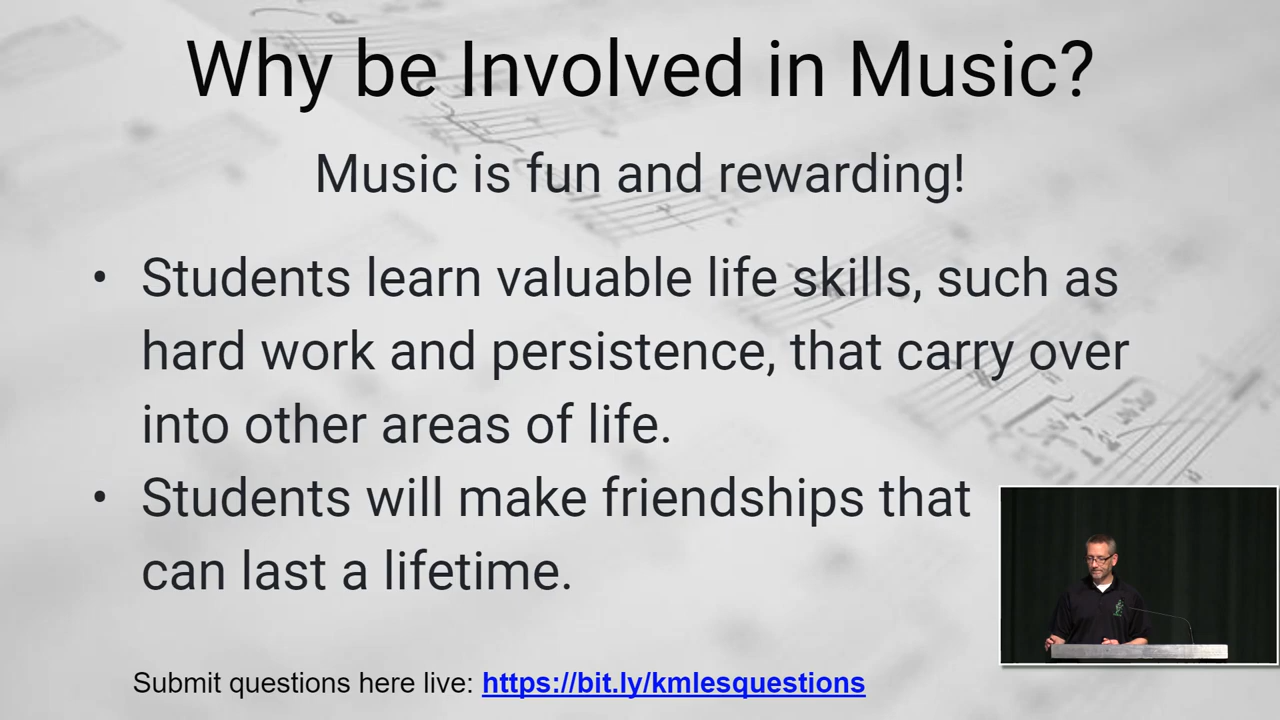 Why be Involved in Music?
Music is fun and rewarding!
• Students learn valuable life skills, such as
hard work and persistence, that carry over
into other areas of life.
• Students will make friendships that
can last a lifetime.
Submit questions here live: https://bit.ly/kmlesquestions